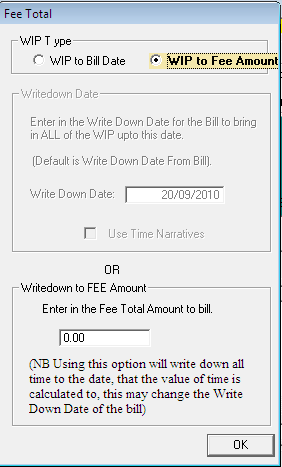 Fee Total
WIP Type
WIP to Bill Date
WIP to Fee Amount
Writedown Date
Enter in the Write Down Date for the Bill to bring
in ALL of the WIP upto this date.
(Default is Write Down Date From Bill).
Write Down Date:
20/09/2010
Use Time Narratives
OR
Writedown to FEE Amount
Enter in the Fee Total Amount to bill.
0.00
(NB Using this option will write down all
time to the date, that the value of time is
calculated to, this may change the Write
Down Date of the bill)
OK